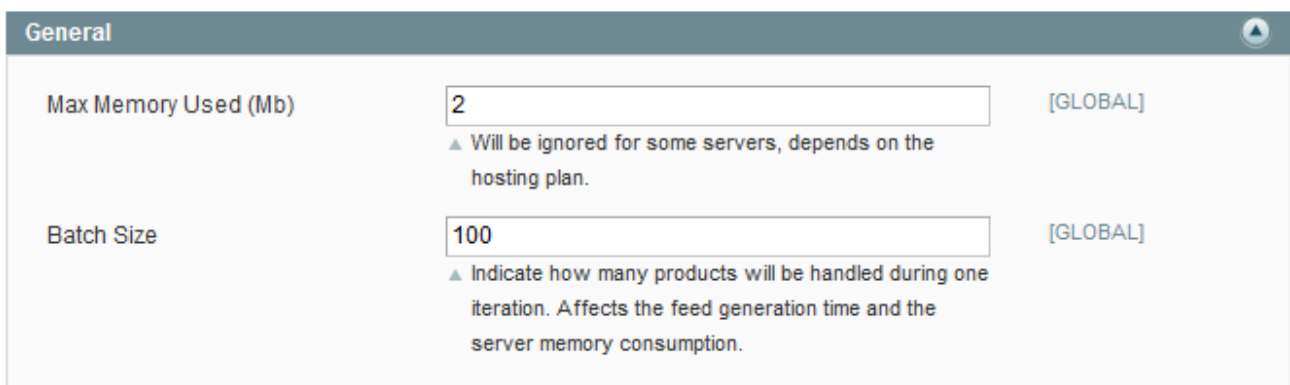 General
Max Memory Used (Mb) 2 [GLOBAL]
Will be ignored for some servers, depends on the
hosting plan.
Batch Size 100 [GLOBAL]
Indicate how many products will be handled during one
iteration. Affects the feed generation time and the
server memory consumption.